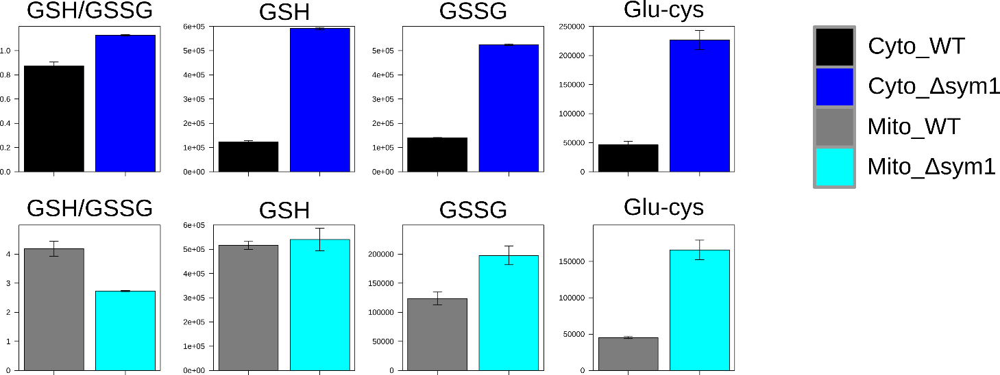 GSH/GSSG
GSH
GSSG
Glu-cys
1.0
0.8
0.6
0.4
0.2
0.0
6e+05
5e+05
4e+05
3e+05
2e+05
1e+05
0e+00
5e+05
4e+05
3e+05
2e+05
1e+05
0e+00
250000
200000
150000
100000
50000
0
Cyto_WT
Cyto_Δsym1
Mito_WT
Mito_Δsym1
GSH/GSSG
GSH
GSSG
Glu-cys
4
3
2
1
0
6e+05
5e+05
4e+05
3e+05
2e+05
1e+05
0e+00
200000
150000
100000
50000
0
150000
100000
50000
0